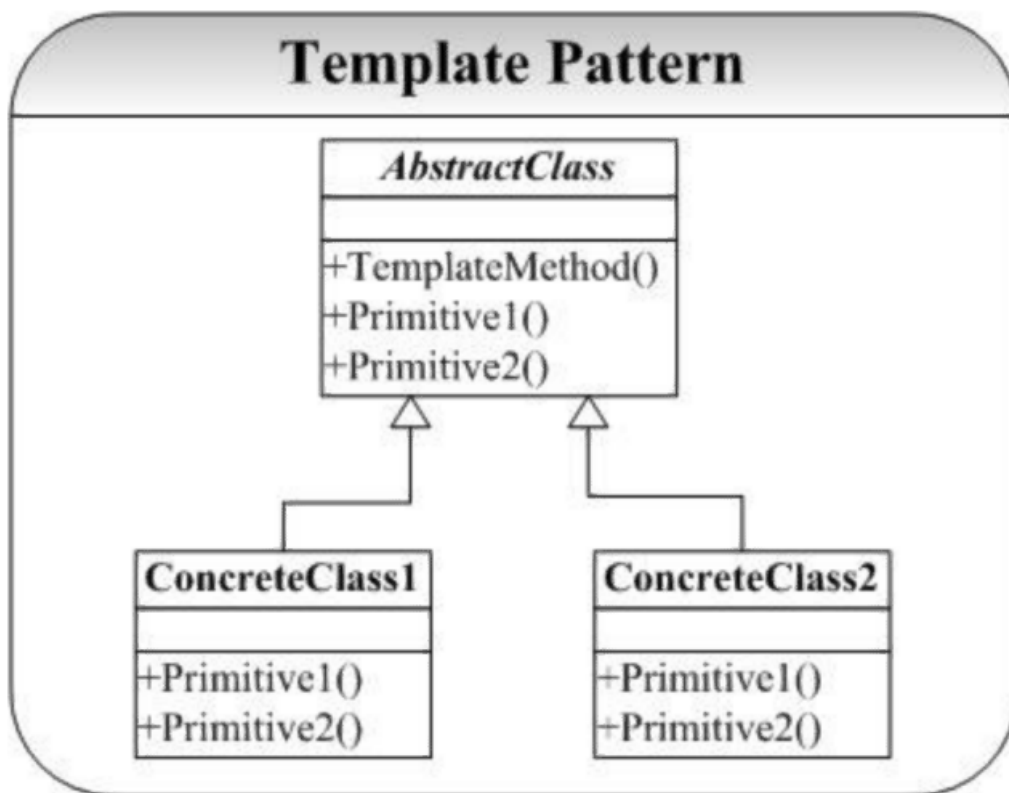 Template Pattern
AbstractClass
+TemplateMethod()
+Primitive1()
+Primitive2()
ConcreteClass1
+Primitive1()
+Primitive2()
ConcreteClass2
+Primitive1()
+Primitive2()